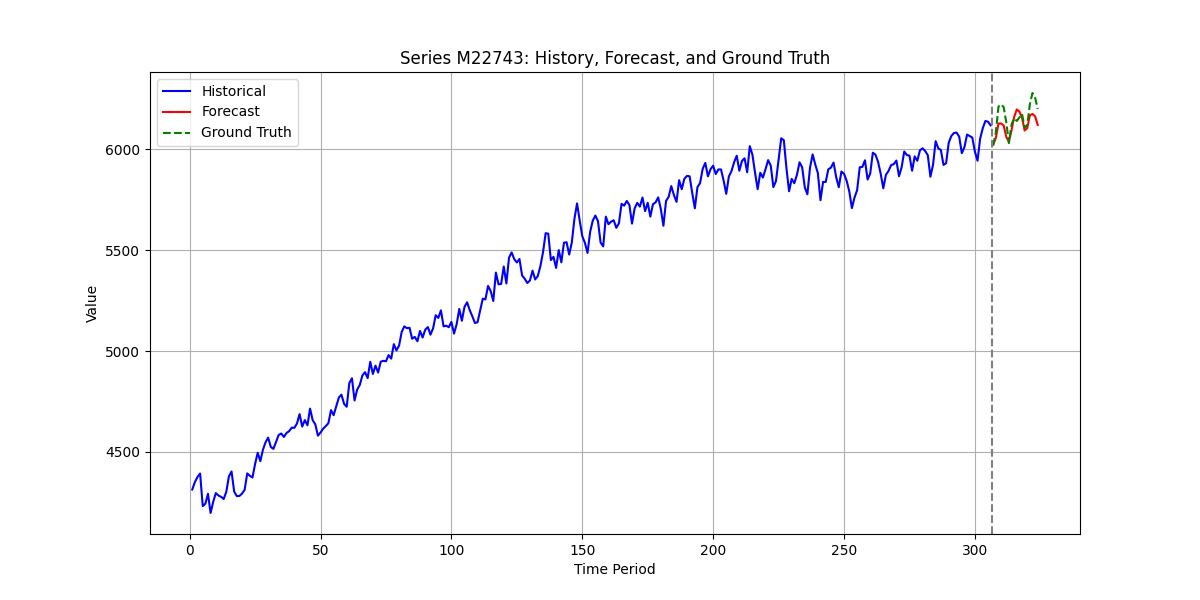 Series M22743: History, Forecast, and Ground Truth
Historical
Forecast
Ground Truth
6000
5500
5000
4500
Value
0 50 100 150 200 250 300
Time Period